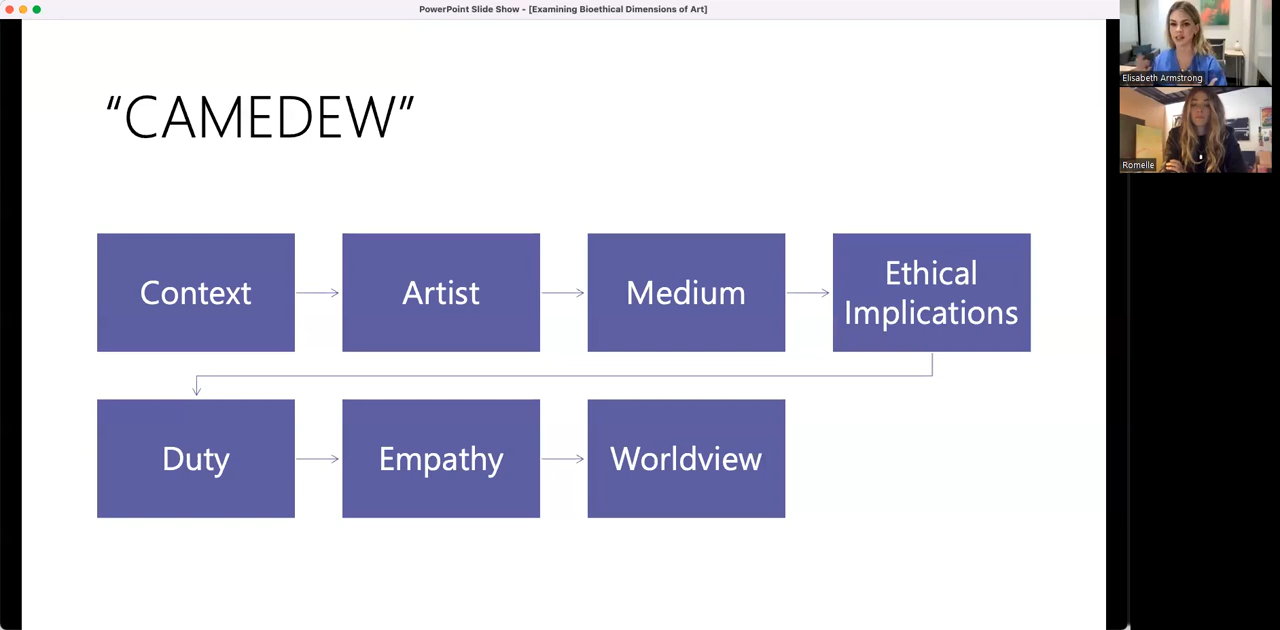 PowerPoint Slide Show - [Examining Bioethical Dimensions of Art]
Elisabeth Armstrong
Romelle
“CAMEDEW”
Context
Artist
Medium
Ethical
Implications
Duty
Empathy
Worldview